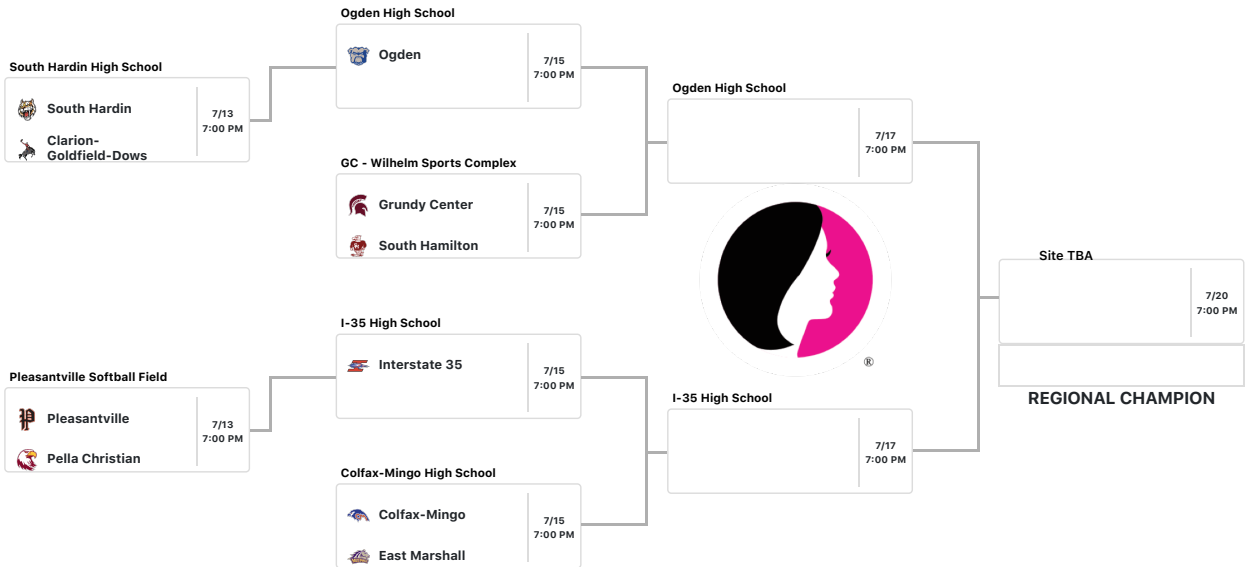 Ogden High School
Ogden
7/15
7:00 PM
South Hardin High School
South Hardin
Clarion-
Goldfield-Dows
7/13
7:00 PM
GC - Wilhelm Sports Complex
Grundy Center
South Hamilton
7/15
7:00 PM
Ogden High School
7/17
7:00 PM
®
Site TBA
7/20
7:00 PM
REGIONAL CHAMPION
I-35 High School
Interstate 35
7/15
7:00 PM
Pleasantville Softball Field
P
Pleasantville
Pella Christian
7/13
7:00 PM
I-35 High School
7/17
7:00 PM
Colfax-Mingo High School
Colfax-Mingo
East Marshall
7/15
7:00 PM